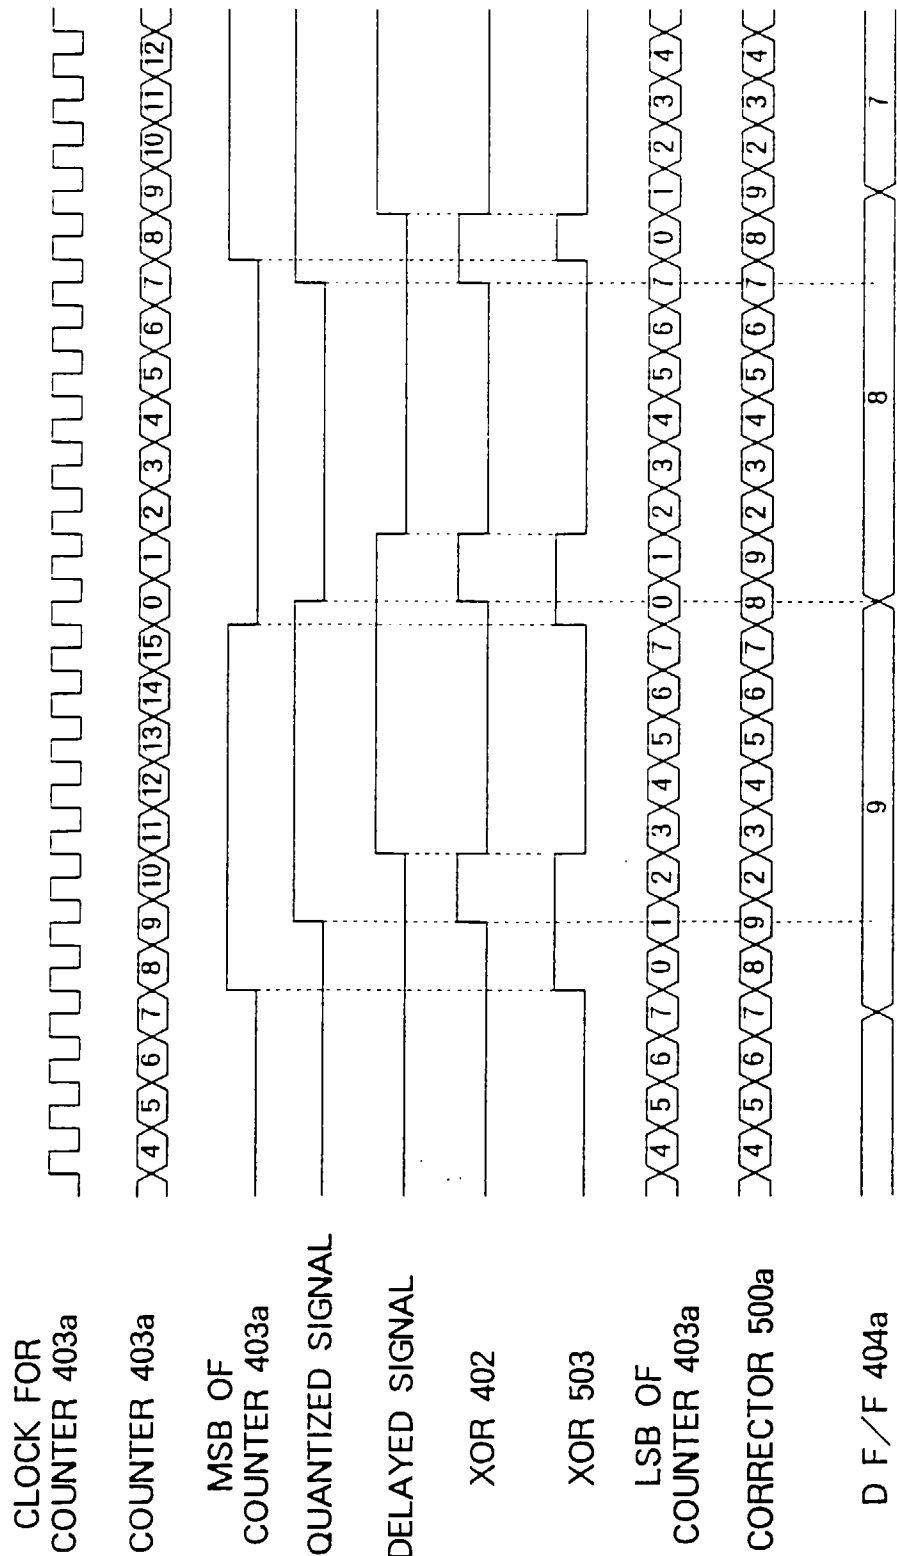 CLOCK FOR
COUNTER 403a
COUNTER 403a 4 5 6 7 8 9 10 11 12 13 14 15 0 1 2 3 4 5 6 7 8 9 10 11 12
MSB OF
COUNTER 403a
QUANTIZED SIGNAL
DELAYED SIGNAL
XOR 402
XOR 503
LSB OF
COUNTER 403a 4 5 6 7 0 1 2 3 4 5 6 7 0 1 2 3 4 5 6 7 0 1 2 3 4
CORRECTOR 500a 4 5 6 7 8 9 2 3 4 5 6 7 8 9 2 3 4 5 6 7 8 9 2 3 4
D F/F 404a 9 8 7